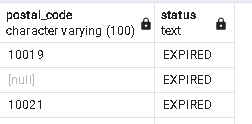 postal_code status
character varying (100) text
10019 EXPIRED
[null] EXPIRED
10021 EXPIRED